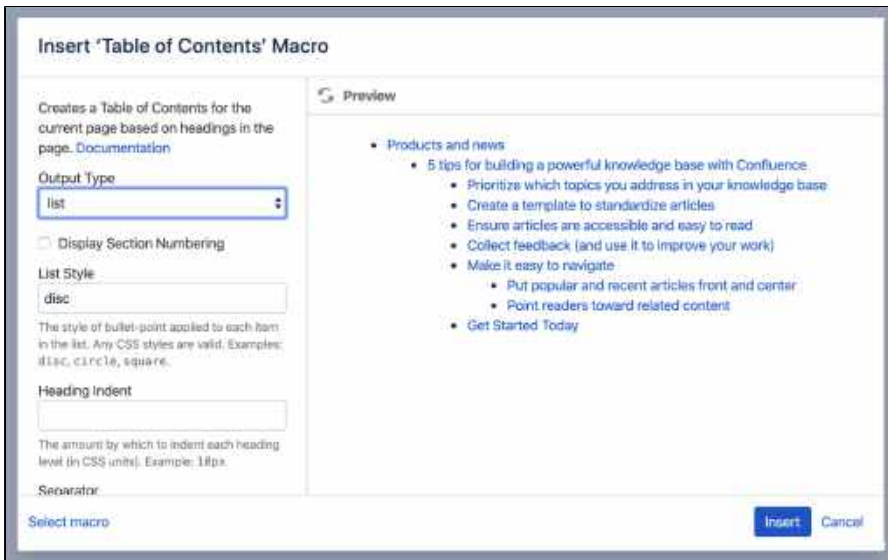 Insert 'Table of Contents' Macro
Creates a Table of Contents for the
current page based on headings in the
page. Documentation
Output Type
list
Display Section Numbering
List Style
disc
The style of bullet-point applied to each item
in the list. Any CSS styles are valid. Examples:
disc, circle, square.
Heading Indent
The amount by which to indent each heading
level (in CSS units). Example: 10px
Separator
Select macro
Preview
Products and news
5 tips for building a powerful knowledge base with Confluence
Prioritize which topics you address in your knowledge base
Create a template to standardize articles
Ensure articles are accessible and easy to read
Collect feedback (and use it to improve your work)
Make it easy to navigate
Put popular and recent articles front and center
Point readers toward related content
Get Started Today
Insert Cancel